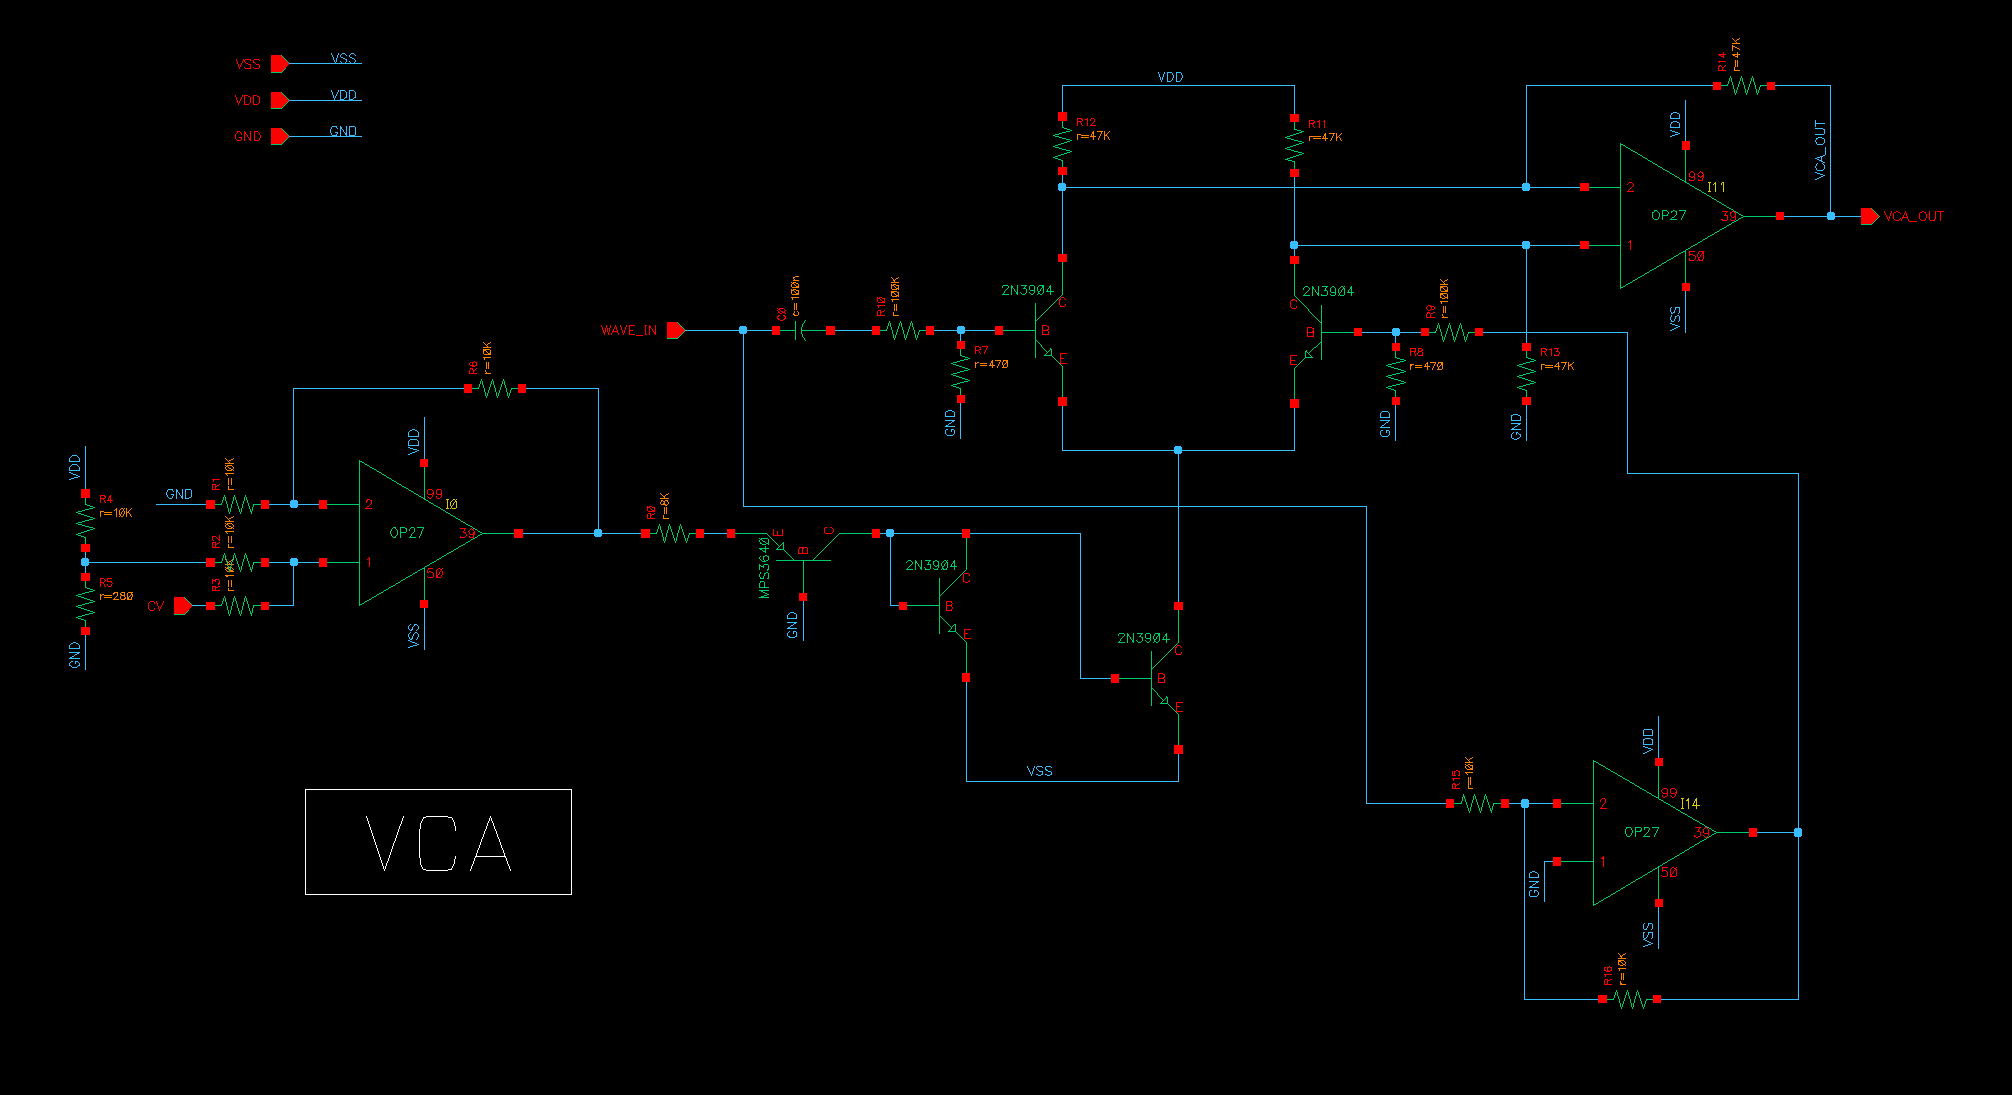 VSS VSS
VDD VDD
GND GND
VDD
R12
r=47K
R11
r=47K
R14
r=47K
VDD
99
I11
2
OP27
39
1
50
VSS
VCA_OUT
VCA_OUT
WAVE_IN
C0
c=100n
R10
r=100K
R7
r=470
GND
2N3904
C
B
E
2N3904
C
B
E
R9
r=100K
R8
r=470
GND
R13
r=47K
GND
R6
r=10K
VDD
R4
r=10K
GND
R1
r=10K
R2
r=10K
R3
r=10K
R5
r=280
GND
CV
VDD
99
I0
2
OP27
39
1
50
VSS
R0
r=8K
E
B
C
MPS3640
GND
2N3904
C
B
E
2N3904
C
B
E
VSS
R15
r=10K
VDD
99
I14
2
OP27
39
1
50
GND
VSS
R16
r=10K
VCA